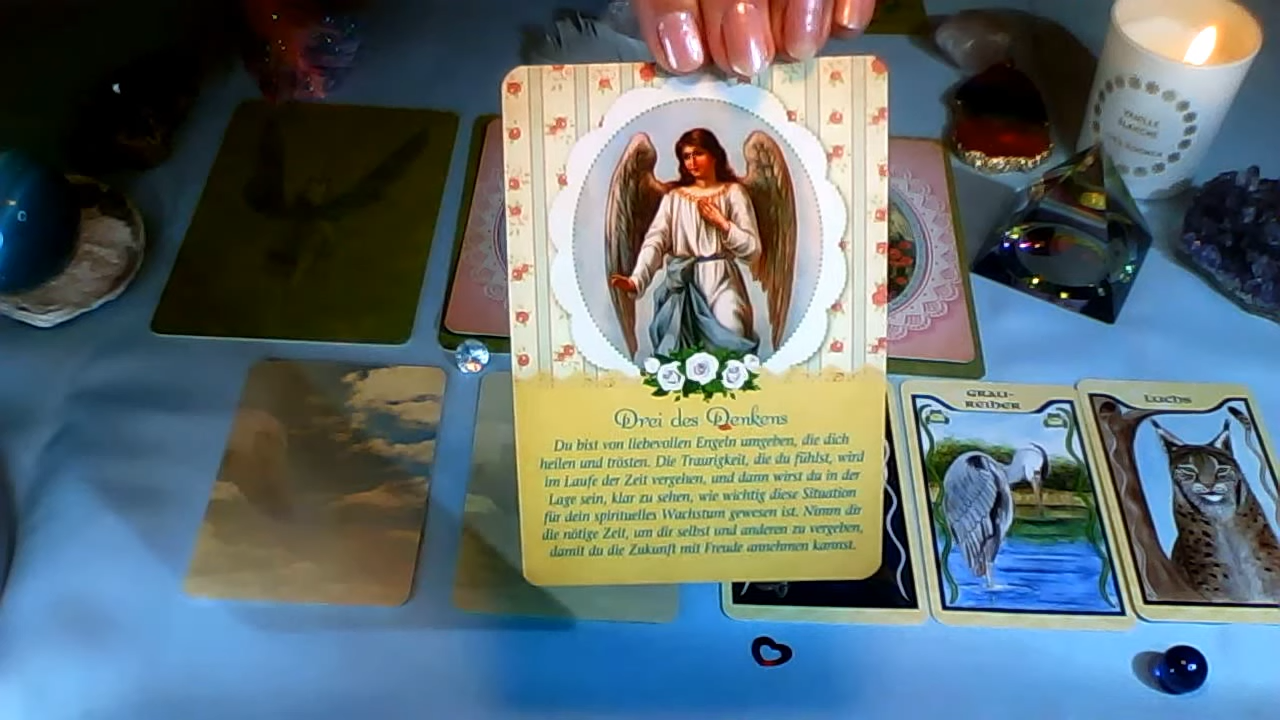 Drei des Denkens
Du bist von liebevollen Engeln umgeben, die dich
heilen und trösten. Die Traurigkeit, die du fühlst, wird
im Laufe der Zeit vergehen, und dann wirst du in der
Lage sein, klar zu sehen, wie wichtig diese Situation
für dein spirituelles Wachstum gewesen ist. Nimm dir
die nötige Zeit, um dir selbst und anderen zu vergeben,
damit du die Zukunft mit Freude annehmen kannst.
GRAU-
REIHER
LUCHS